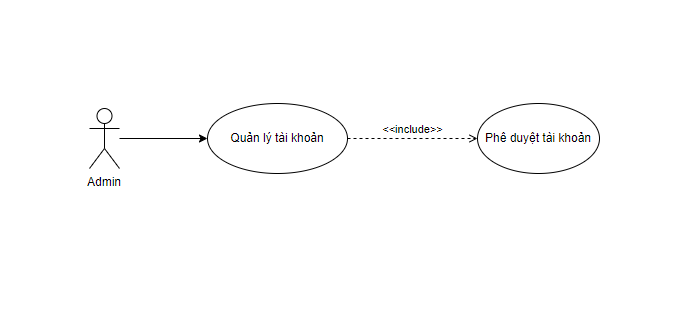 <<include>>
Quản lý tài khoản
Phê duyệt tài khoản
Admin